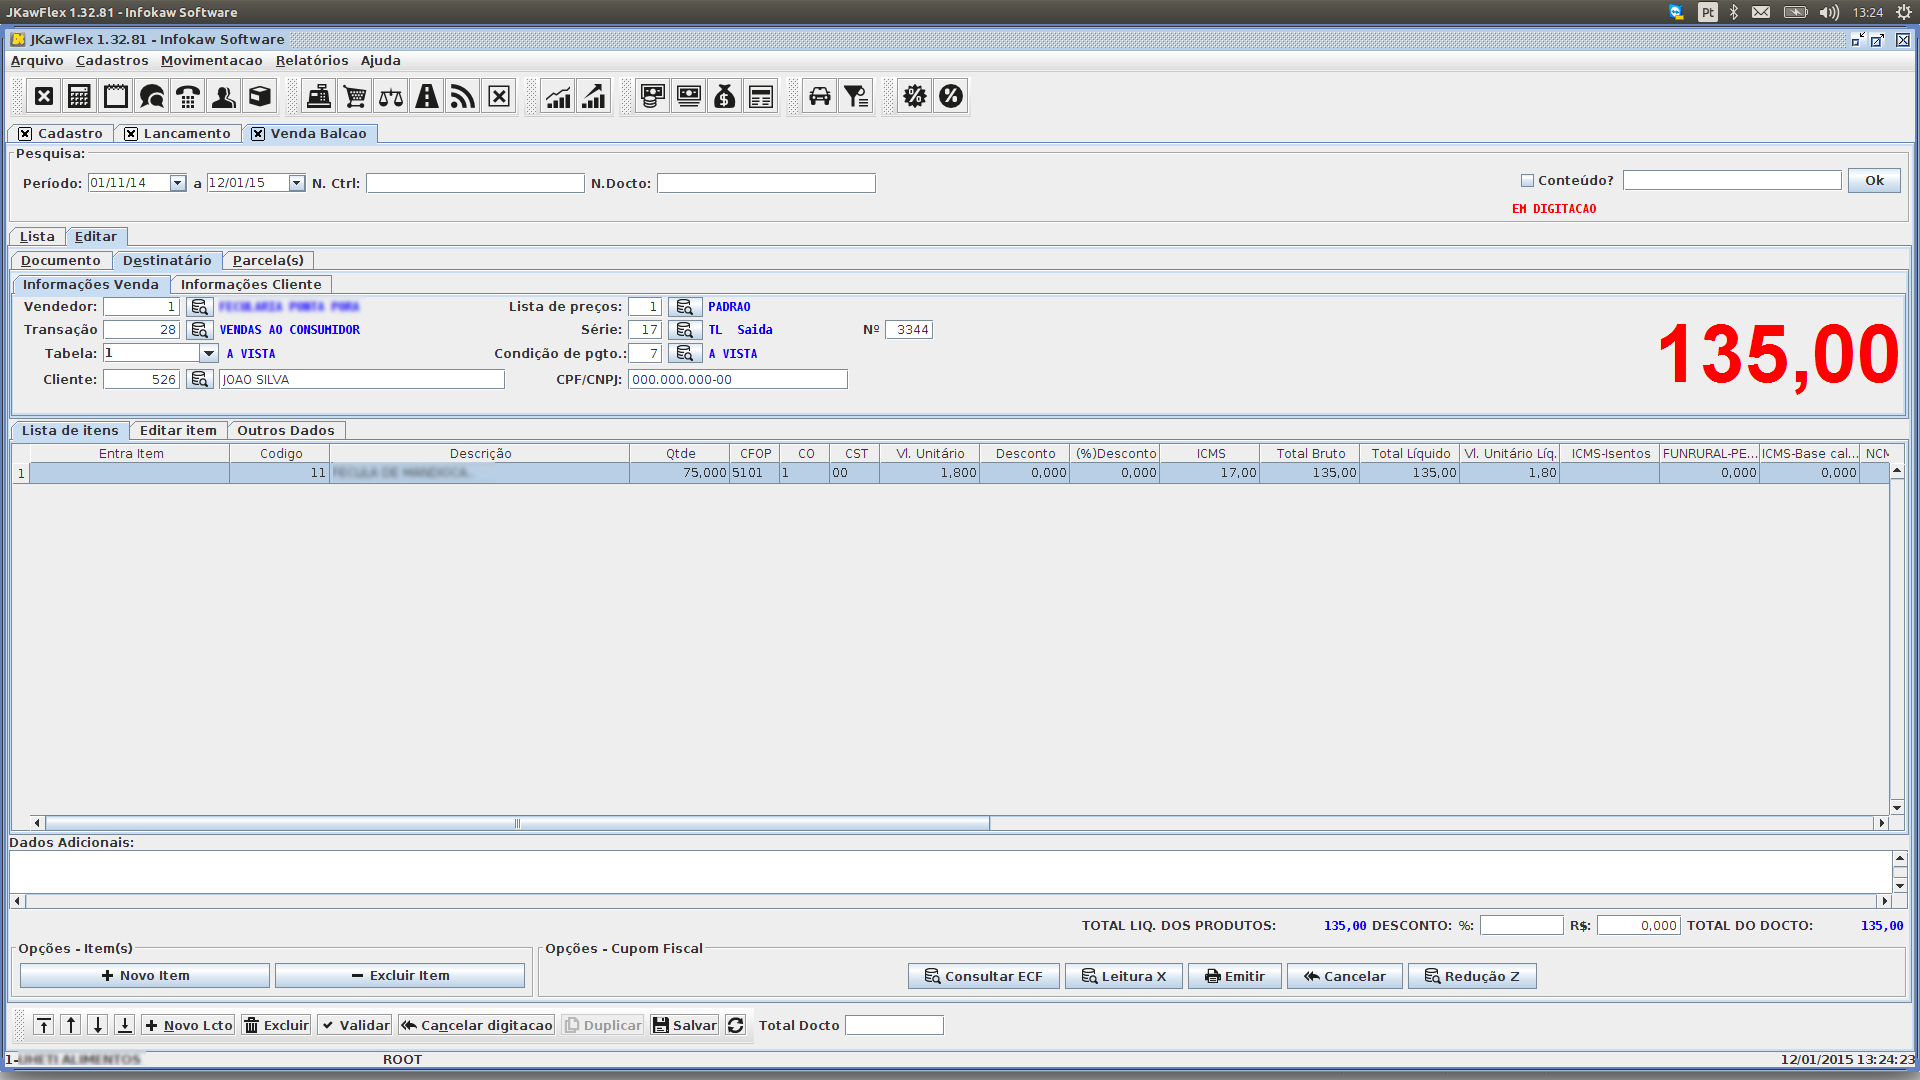 JKawFlex 1.32.81 - Infokaw Software Pt 13:24
JKawFlex 1.32.81 - Infokaw Software
Arquivo Cadastros Movimentacao Relatórios Ajuda
Cadastro Lancamento Venda Balcao
Pesquisa:
Período: 01/11/14 a 12/01/15 N. Ctrl: N.Docto: Conteúdo? Ok
EM DIGITACAO
Lista Editar
Documento Destinatário Parcela(s)
Informações Venda Informações Cliente
Vendedor: 1 FECULARIA PONTA PORA Lista de preços: 1 PADRAO
Transação 28 VENDAS AO CONSUMIDOR Série: 17 TL Saida Nº 3344
Tabela: 1 A VISTA Condição de pgto.: 7 A VISTA
135,00
Cliente: 526 JOAO SILVA CPF/CNPJ: 000.000.000-00
Lista de itens Editar item Outros Dados
Entra Item Codigo Descrição Qtde CFOP CO CST Vl. Unitário Desconto (%)Desconto ICMS Total Bruto Total Líquido Vl. Unitário Líq. ICMS-Isentos FUNRURAL-PE... ICMS-Base cal... NCM
1 11 FECULA DE MANDIOCA 75,000 5101 1 00 1,800 0,000 0,000 17,00 135,00 135,00 1,80 0,000 0,000
Dados Adicionais:
TOTAL LIQ. DOS PRODUTOS: 135,00 DESCONTO: %: R$: 0,000 TOTAL DO DOCTO: 135,00
Opções - Item(s) Opções - Cupom Fiscal
Novo Item Excluir Item Consultar ECF Leitura X Emitir Cancelar Redução Z
Novo Lcto Excluir Validar Cancelar digitacao Duplicar Salvar Total Docto
1- ALIMENTOS ROOT 12/01/2015 13:24:23